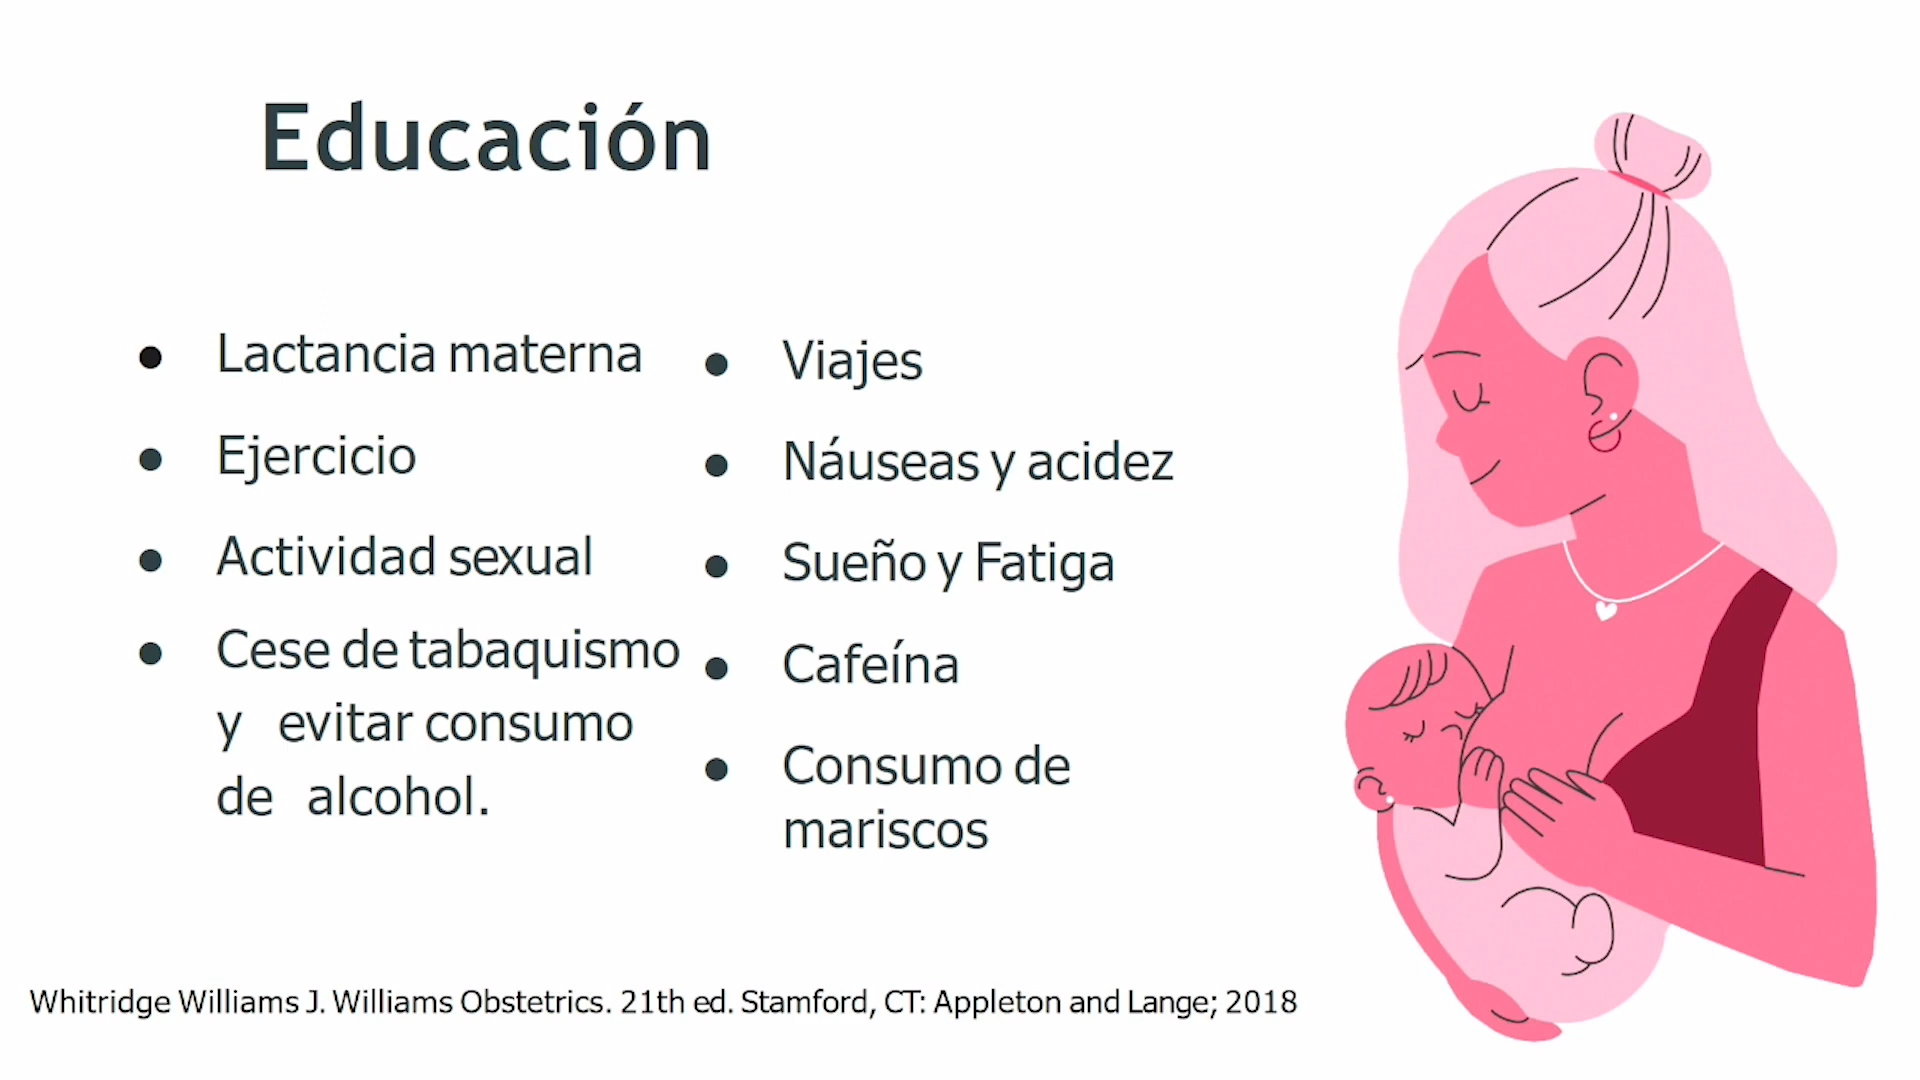 Educación
• Lactancia materna
• Ejercicio
• Actividad sexual
• Cese de tabaquismo
y evitar consumo
de alcohol.
• Viajes
• Náuseas y acidez
• Sueño y Fatiga
• Cafeína
• Consumo de
mariscos
Whitridge Williams J. Williams Obstetrics. 21th ed. Stamford, CT: Appleton and Lange; 2018